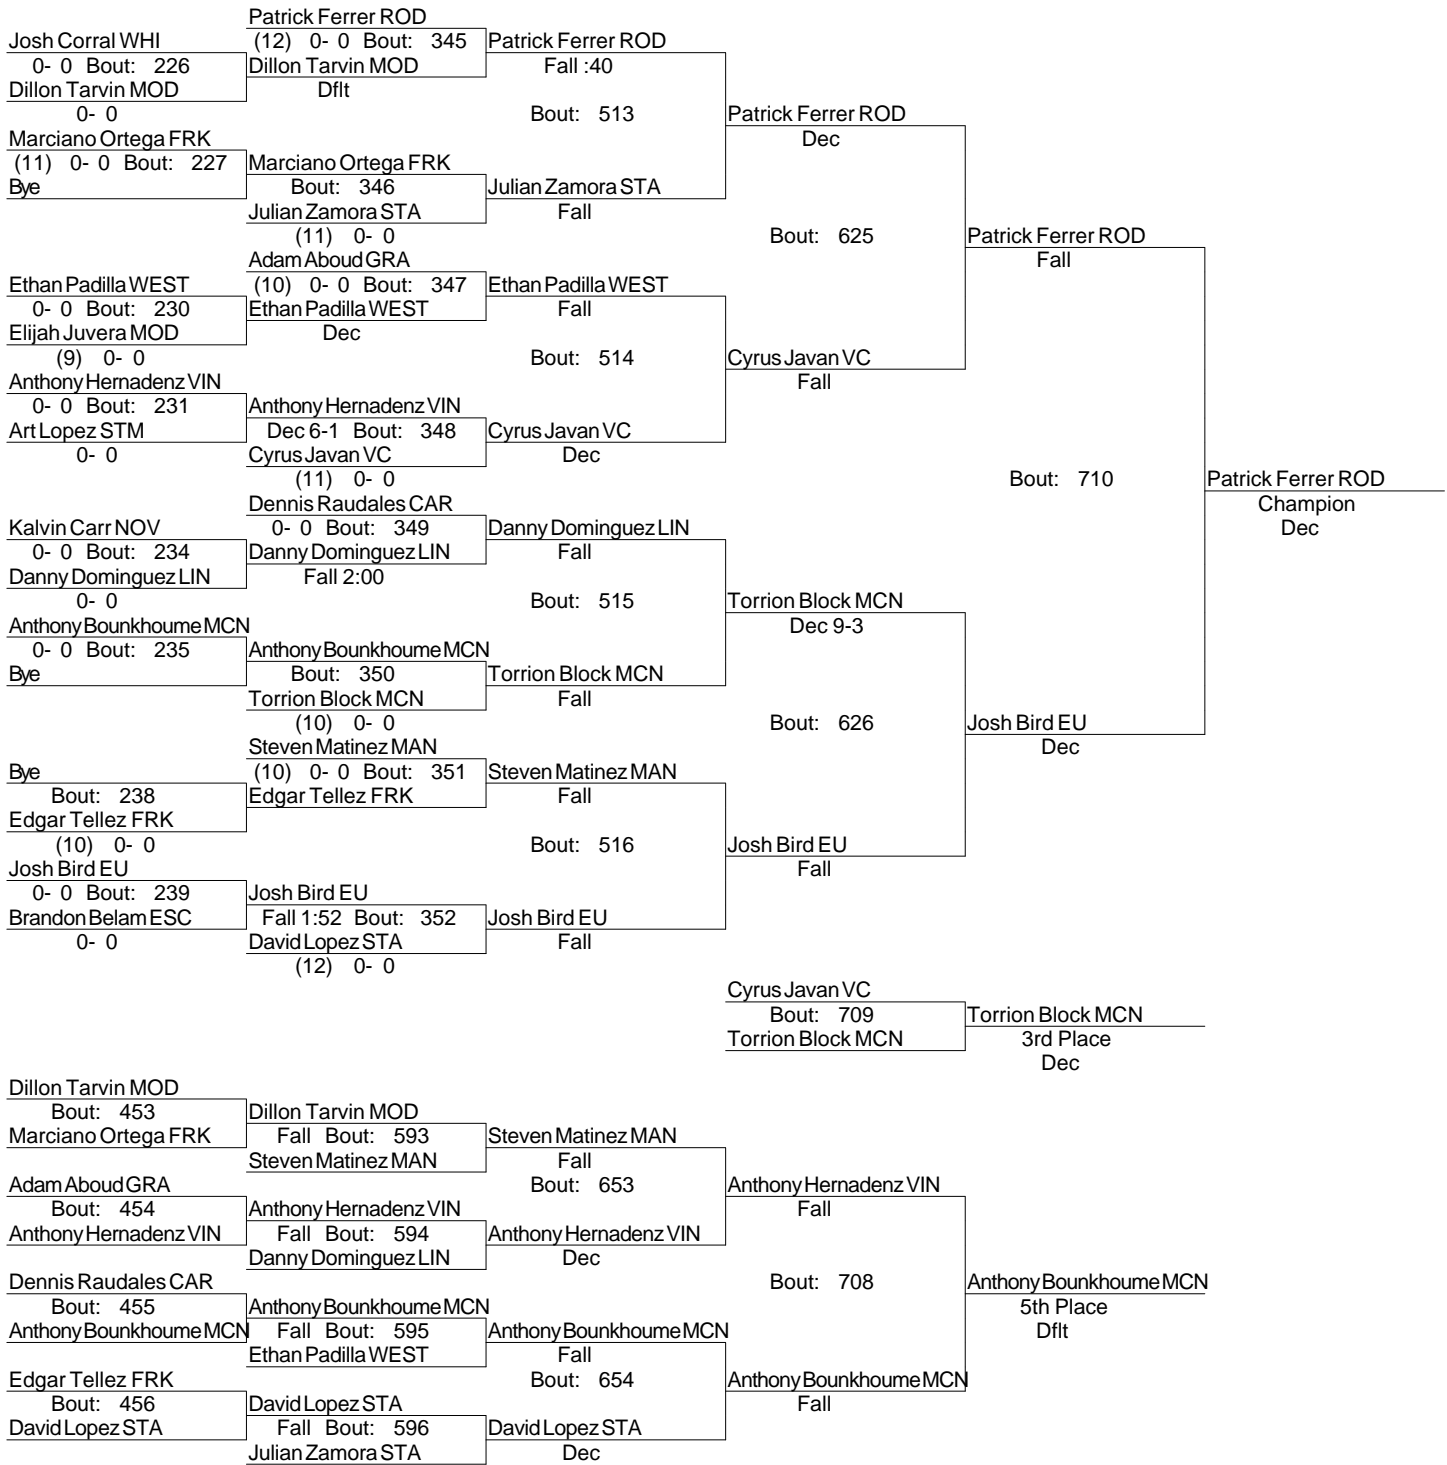 Patrick Ferrer ROD
Josh Corral WHI (12) 0- 0 Bout: 345 Patrick Ferrer ROD
0- 0 Bout: 226 Dillon Tarvin MOD Fall :40
Dillon Tarvin MOD Dflt
0- 0 Bout: 513 Patrick Ferrer ROD
Marciano Ortega FRK Dec
(11) 0- 0 Bout: 227 Marciano Ortega FRK
Bye Bout: 346 Julian Zamora STA
Julian Zamora STA Fall
(11) 0- 0 Bout: 625 Patrick Ferrer ROD
Adam Aboud GRA Fall
Ethan Padilla WEST (10) 0- 0 Bout: 347 Ethan Padilla WEST
0- 0 Bout: 230 Ethan Padilla WEST Fall
Elijah Juvera MOD Dec
(9) 0- 0 Bout: 514 Cyrus Javan VC
Anthony Hernadenz VIN Fall
0- 0 Bout: 231 Anthony Hernadenz VIN
Art Lopez STM Dec 6-1 Bout: 348 Cyrus Javan VC
0- 0 Cyrus Javan VC Dec
(11) 0- 0 Bout: 710 Patrick Ferrer ROD
Dennis Raudales CAR Champion
Kalvin Carr NOV 0- 0 Bout: 349 Danny Dominguez LIN Dec
0- 0 Bout: 234 Danny Dominguez LIN Fall
Danny Dominguez LIN Fall 2:00
0- 0 Bout: 515 Torrion Block MCN
Anthony Bounkhoume MCN Dec 9-3
0- 0 Bout: 235 Anthony Bounkhoume MCN
Bye Bout: 350 Torrion Block MCN
Torrion Block MCN Fall
(10) 0- 0 Bout: 626 Josh Bird EU
Steven Matinez MAN Dec
Bye (10) 0- 0 Bout: 351 Steven Matinez MAN
Bout: 238 Edgar Tellez FRK Fall
Edgar Tellez FRK
(10) 0- 0 Bout: 516 Josh Bird EU
Josh Bird EU Fall
0- 0 Bout: 239 Josh Bird EU
Brandon Belam ESC Fall 1:52 Bout: 352 Josh Bird EU
0- 0 David Lopez STA Fall
(12) 0- 0
Cyrus Javan VC
Bout: 709 Torrion Block MCN
Torrion Block MCN 3rd Place
Dec
Dillon Tarvin MOD
Bout: 453 Dillon Tarvin MOD
Marciano Ortega FRK Fall Bout: 593 Steven Matinez MAN
Steven Matinez MAN Fall
Adam Aboud GRA Bout: 653 Anthony Hernadenz VIN
Bout: 454 Anthony Hernadenz VIN Fall
Anthony Hernadenz VIN Fall Bout: 594 Anthony Hernadenz VIN
Danny Dominguez LIN Dec
Dennis Raudales CAR Bout: 708 Anthony Bounkhoume MCN
Bout: 455 Anthony Bounkhoume MCN 5th Place
Anthony Bounkhoume MCN Fall Bout: 595 Anthony Bounkhoume MCN Dflt
Ethan Padilla WEST Fall
Edgar Tellez FRK Bout: 654 Anthony Bounkhoume MCN
Bout: 456 David Lopez STA Fall
David Lopez STA Fall Bout: 596 David Lopez STA
Julian Zamora STA Dec